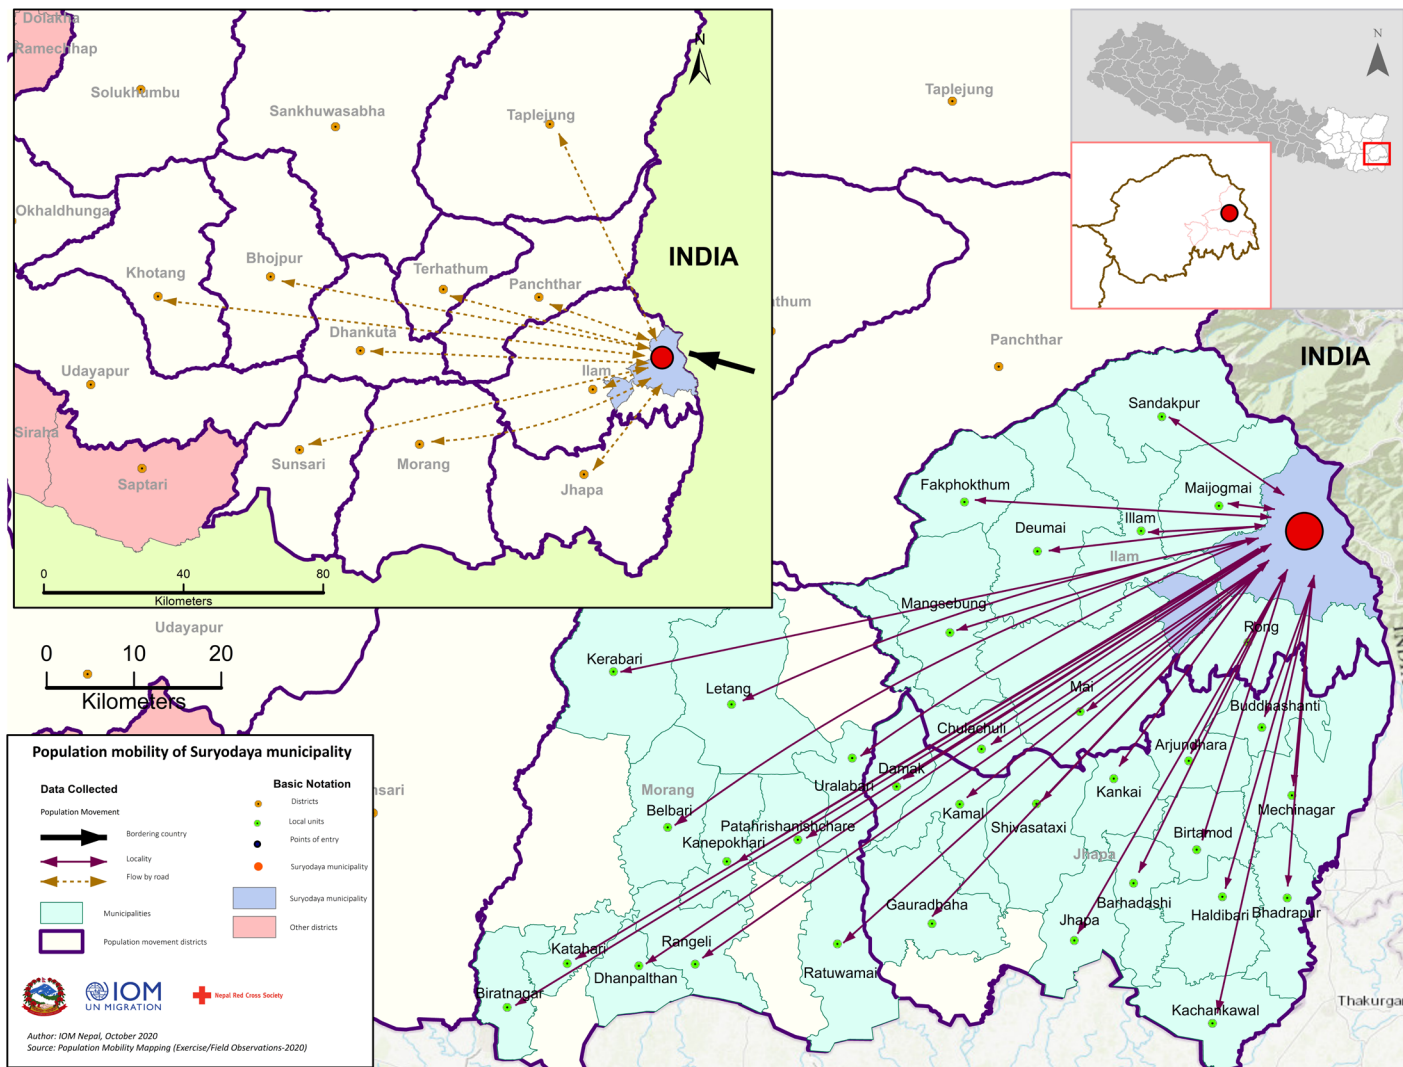 Dolakha
Ramechhap
Solukhumbu
Sankhuwasabha
Taplejung
N
Okhaldhunga
Khotang
Bhojpur
Terhathum
Panchthar
INDIA
Dhankuta
Udayapur
Ilam
Siraha
Saptari
Sunsari
Morang
Jhapa
0 40 80
Kilometers
Taplejung
N
Panchthar
INDIA
Sandakpur
Fakphokthum
Maijogmai
Deumai
Illam
Ilam
Mangsebung
Rong
Udayapur
0 10 20
Kilometers
Kerabari
Letang
Mai
Buddhashanti
Chulachuli
Arjundhara
Damak
Uralabari
Kankai
Mechinagar
Morang
Belbari
Kamal
Shivasataxi
Patahrishanishchare
Birtamod
Kanepokhari
Jhapa
Gauradhaha
Barhadashi
Haldibari
Bhadrapur
Jhapa
Katahari
Rangeli
Dhanpalthan
Ratuwamai
Biratnagar
Kachankawal
Population mobility of Suryodaya municipality
Data Collected
Population Movement
Bordering country
Locality
Flow by road
Municipalities
Population movement districts
Basic Notation
Districts
Local units
Points of entry
Suryodaya municipality
Suryodaya municipality
Other districts
IOM
UN MIGRATION
Nepal Red Cross Society
Author: IOM Nepal, October 2020
Source: Population Mobility Mapping (Exercise/Field Observations-2020)